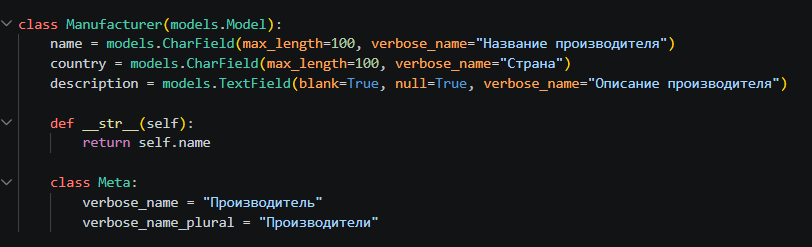 class Manufacturer(models.Model):
    name = models.CharField(max_length=100, verbose_name="Название производителя")
    country = models.CharField(max_length=100, verbose_name="Страна")
    description = models.TextField(blank=True, null=True, verbose_name="Описание производителя")

    def __str__(self):
        return self.name

    class Meta:
        verbose_name = "Производитель"
        verbose_name_plural = "Производители"